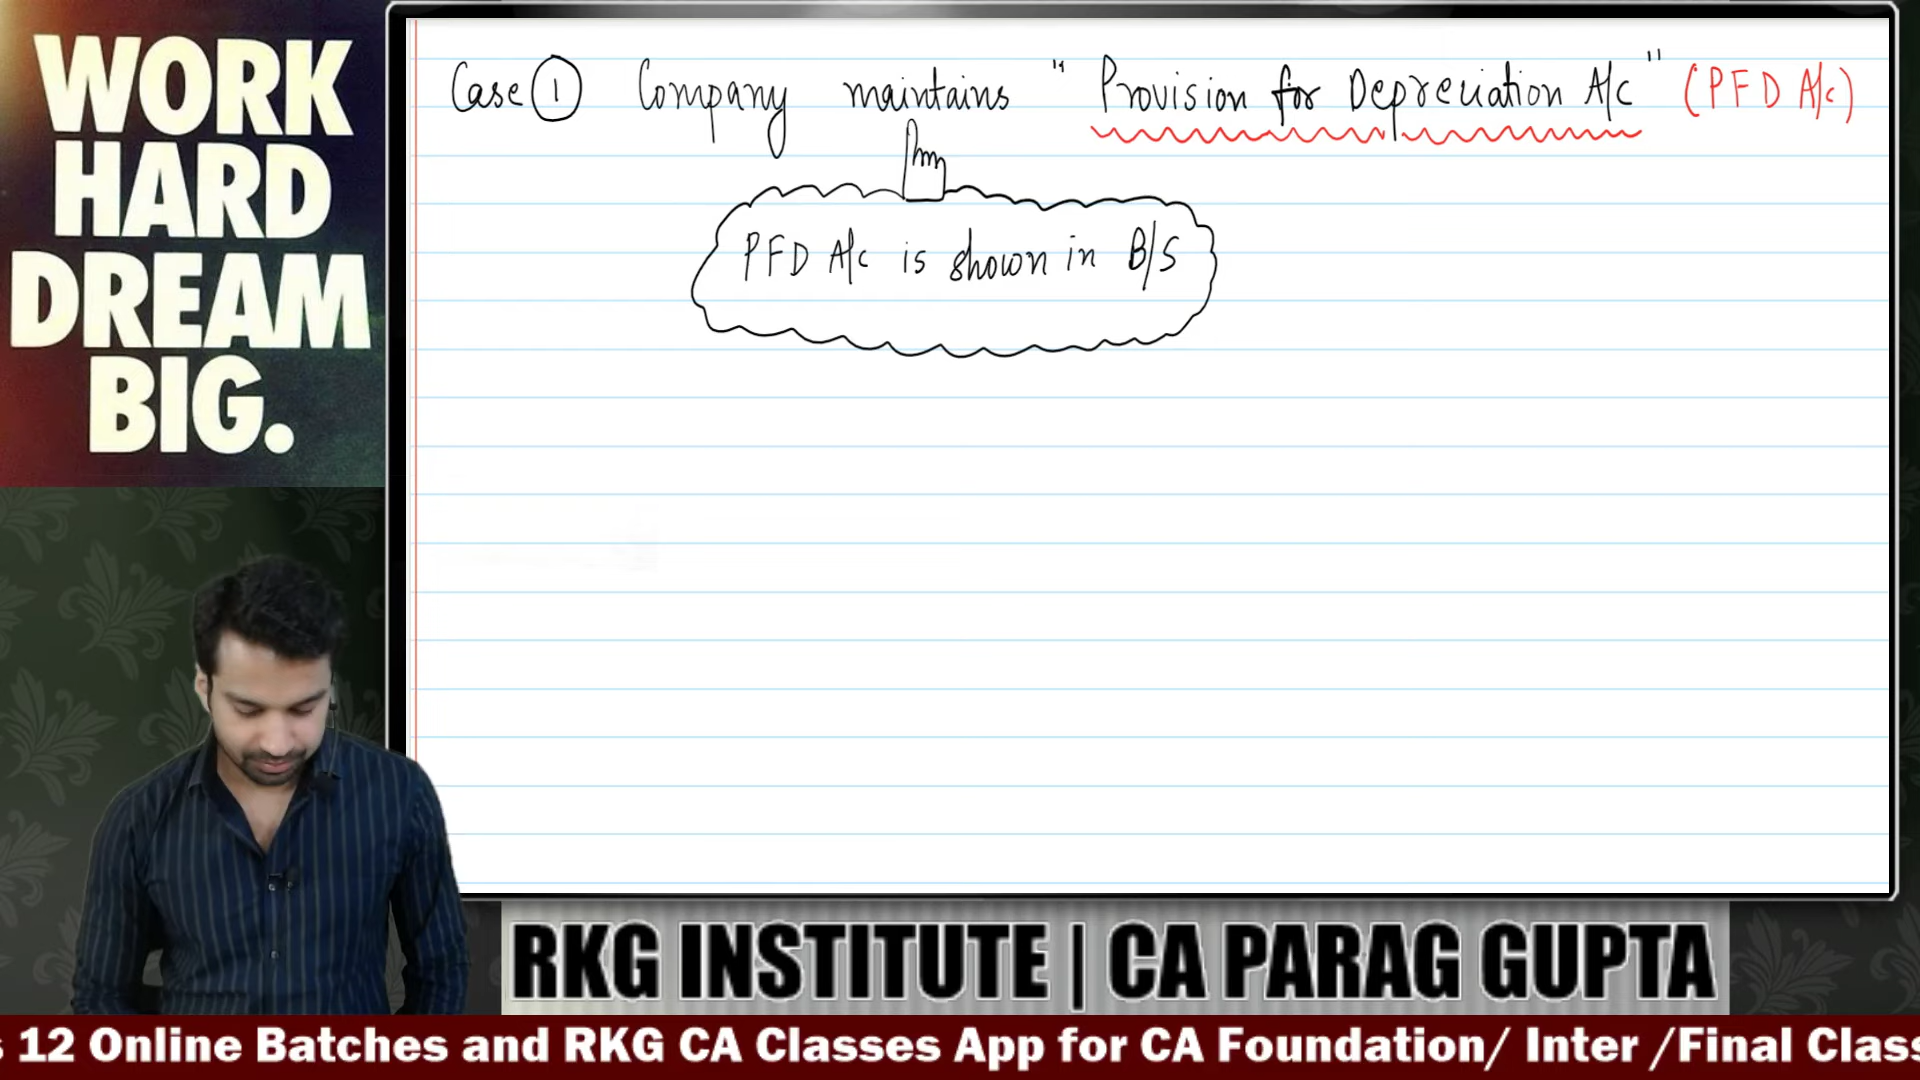 WORK
HARD
DREAM
BIG.
Case ① Company maintains "Provision for Depreciation A/c" (PFD A/c)
PFD A/c is shown in B/S
RKG INSTITUTE | CA PARAG GUPTA
s 12 Online Batches and RKG CA Classes App for CA Foundation/ Inter /Final Class